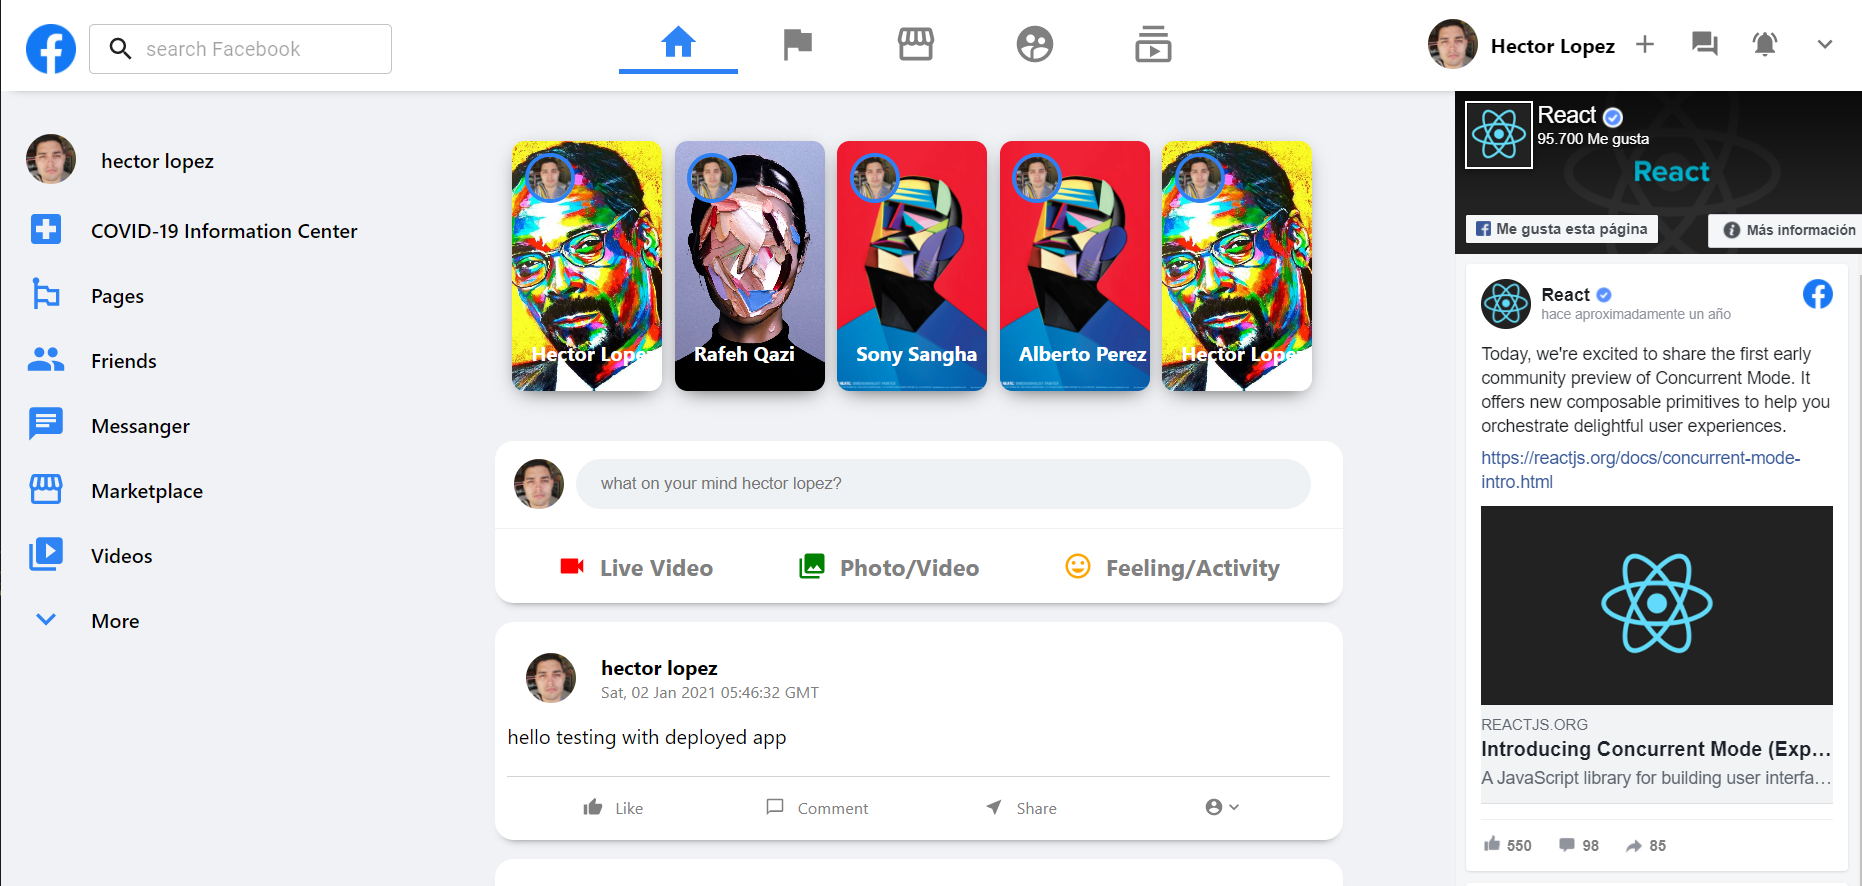 search Facebook
Hector Lopez
hector lopez
COVID-19 Information Center
Pages
Friends
Messanger
Marketplace
Videos
More
Hector Lope
Rafeh Qazi
Sony Sangha
Alberto Perez
Hector Lope
what on your mind hector lopez?
Live Video
Photo/Video
Feeling/Activity
hector lopez
Sat, 02 Jan 2021 05:46:32 GMT
hello testing with deployed app
Like
Comment
Share
React
95.700 Me gusta
React
Me gusta esta página
Más información
React
hace aproximadamente un año
Today, we're excited to share the first early
community preview of Concurrent Mode. It
offers new composable primitives to help you
orchestrate delightful user experiences.
https://reactjs.org/docs/concurrent-mode-
intro.html
REACTJS.ORG
Introducing Concurrent Mode (Exp...
A JavaScript library for building user interfa...
550
98
85